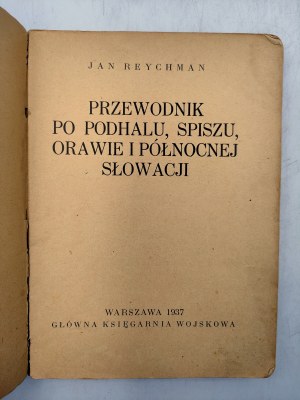 JAN REYCHMAN
PRZEWODNIK
PO PODHALU, SPISZU,
ORAWIE I PÓŁNOCNEJ
SŁOWACJI
WARSZAWA 1937
GŁÓWNA KSIĘGARNIA WOJSKOWA